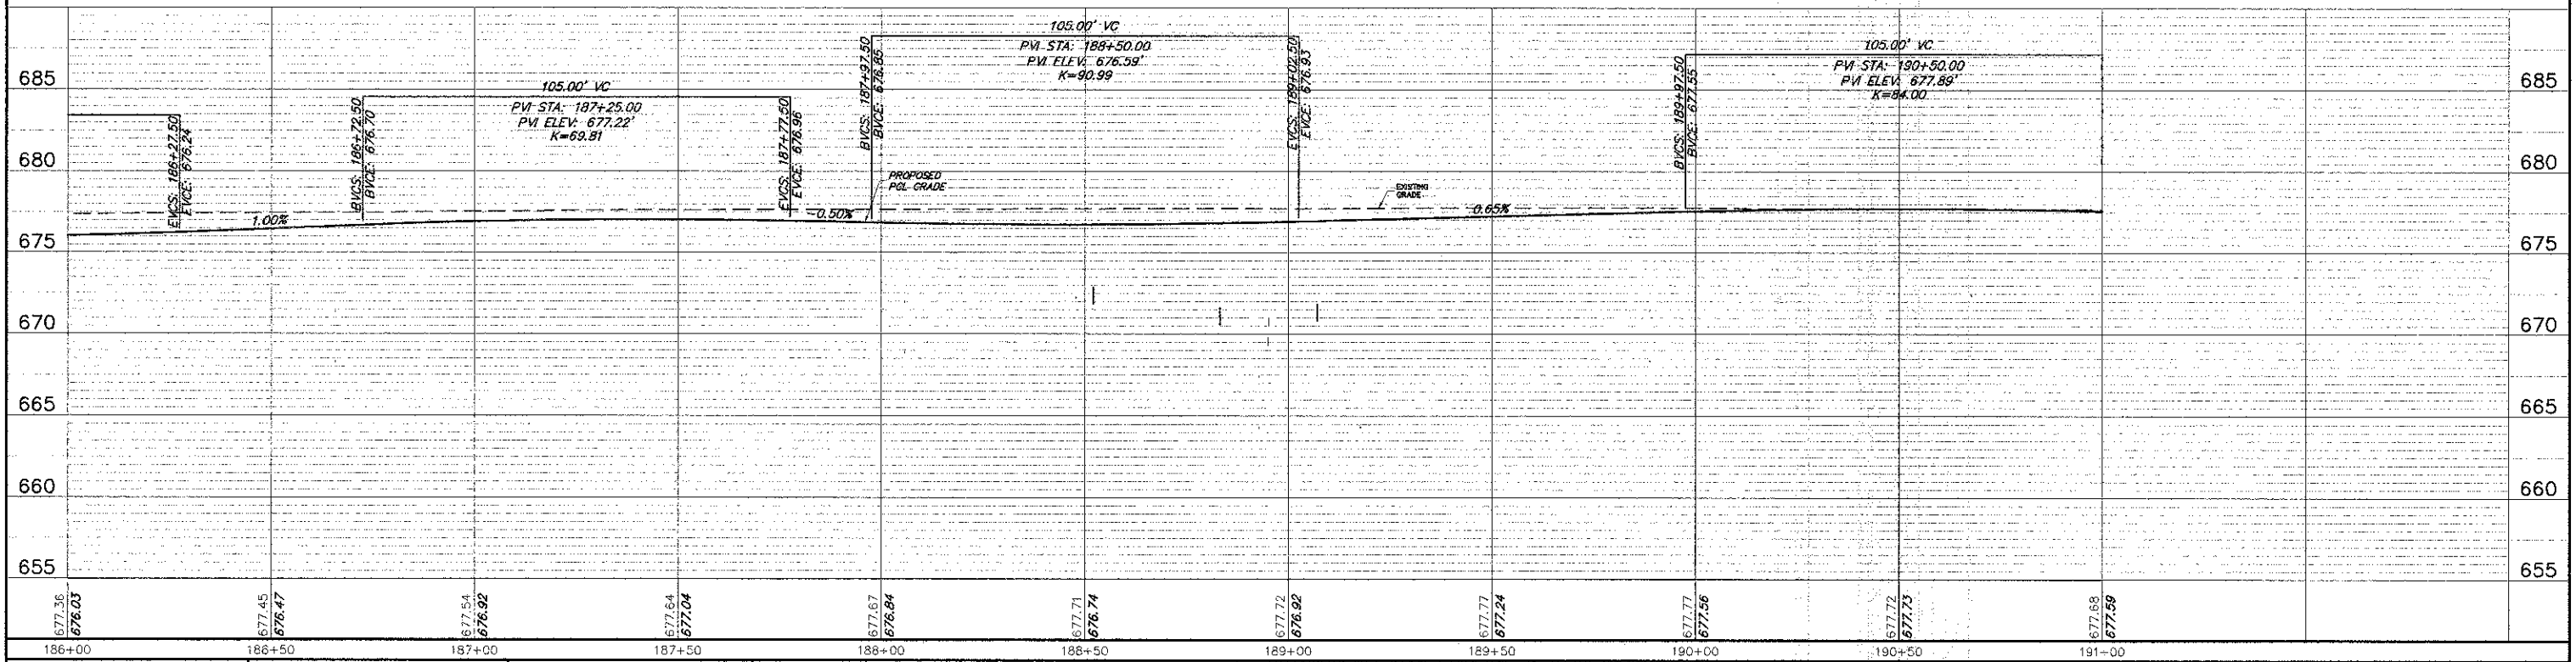 105.00' VC
PVI STA: 188+50.00
PVI ELEV: 676.59'
K=90.99
105.00' VC
PVI STA: 190+50.00
PVI ELEV: 677.89'
K=84.00
105.00' VC
PVI STA: 187+25.00
PVI ELEV: 677.22'
K=69.81
EVCS: 186+27.50
EVCE: 676.24
BVCS: 186+72.50
BVCE: 676.70
EVCS: 187+77.50
EVCE: 676.96
BVCS: 187+97.50
BVCE: 676.85
EVCS: 189+02.50
EVCE: 676.93
BVCS: 189+97.50
BVCE: 677.55
PROPOSED
PGL GRADE
EXISTING
GRADE
1.00%
-0.50%
0.65%
685 685
680 680
675 675
670 670
665 665
660 660
655 655
677.36 676.03
677.45 676.47
677.54 676.92
677.64 677.04
677.67 676.84
677.71 676.74
677.72 676.92
677.77 677.24
677.77 677.56
677.72 677.73
677.68 677.59
186+00 186+50 187+00 187+50 188+00 188+50 189+00 189+50 190+00 190+50 191+00